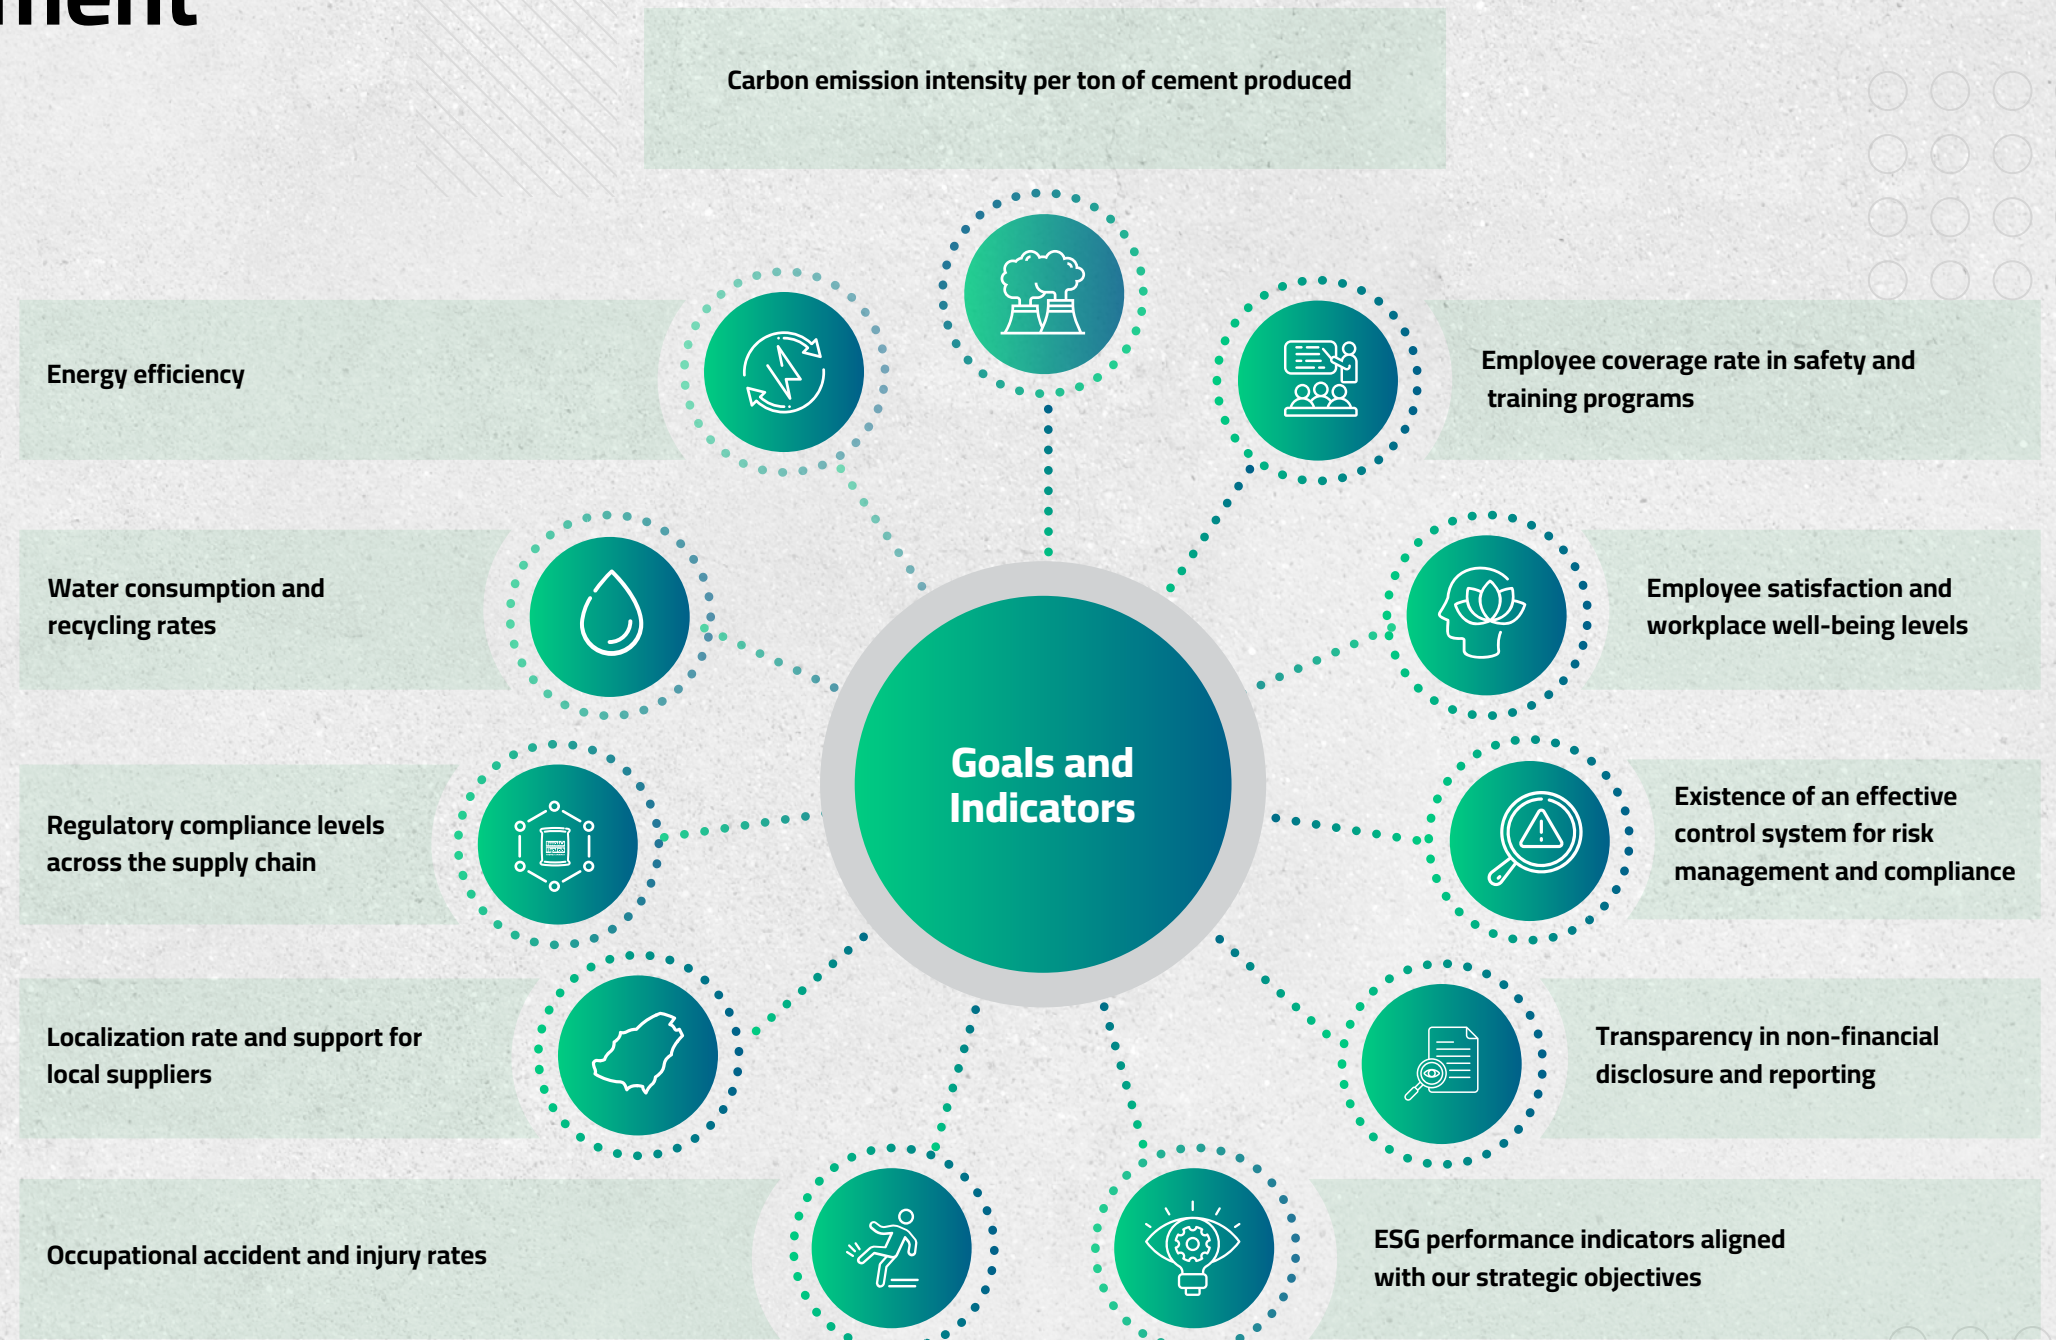 Carbon emission intensity per ton of cement produced
Energy efficiency
Employee coverage rate in safety and
training programs
Water consumption and
recycling rates
Employee satisfaction and
workplace well-being levels
Goals and
Indicators
Regulatory compliance levels
across the supply chain
Existence of an effective
control system for risk
management and compliance
Localization rate and support for
local suppliers
Transparency in non-financial
disclosure and reporting
Occupational accident and injury rates
ESG performance indicators aligned
with our strategic objectives